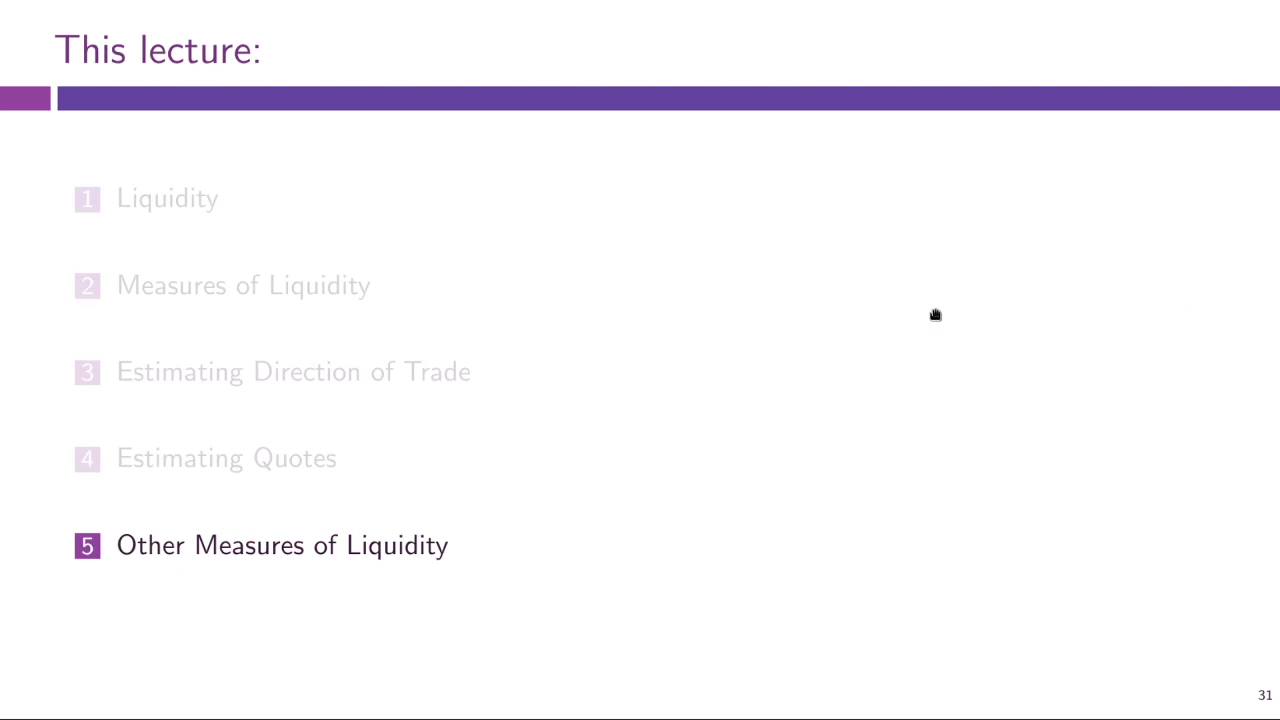 This lecture:
1 Liquidity
2 Measures of Liquidity
3 Estimating Direction of Trade
4 Estimating Quotes
5 Other Measures of Liquidity
31